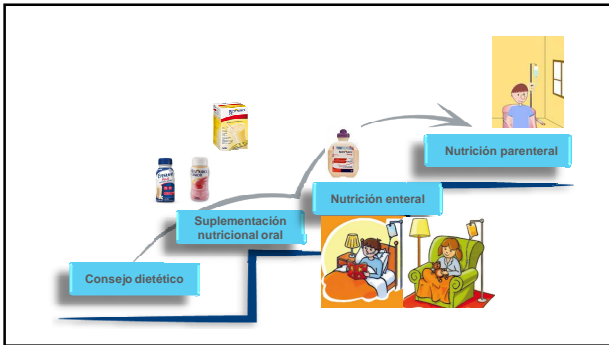 Nutrición parenteral
Nutrición enteral
Suplementación
nutricional oral
Consejo dietético